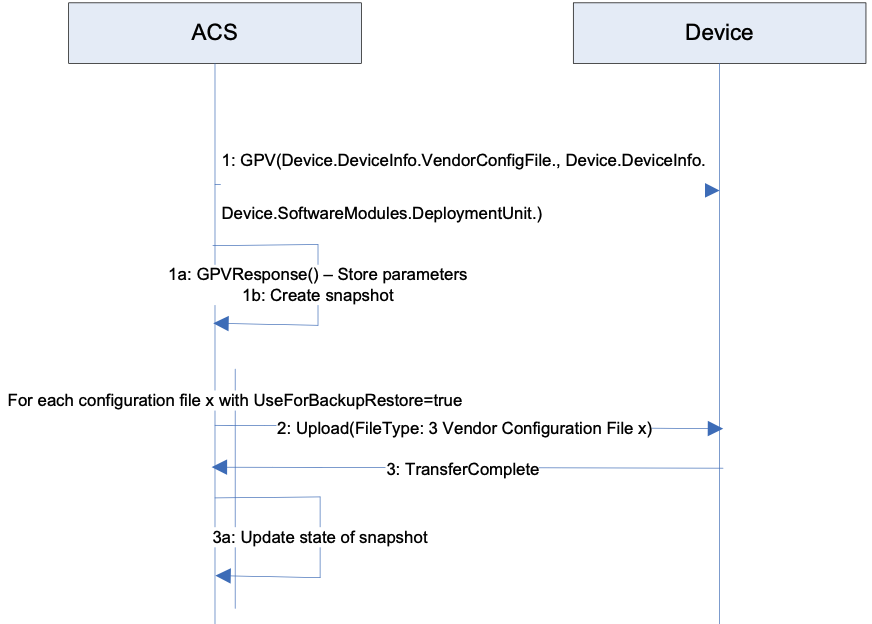 ACS
Device
1: GPV(Device.DeviceInfo.VendorConfigFile., Device.DeviceInfo.
Device.SoftwareModules.DeploymentUnit.)
1a: GPVResponse() – Store parameters
1b: Create snapshot
For each configuration file x with UseForBackupRestore=true
2: Upload(FileType: 3 Vendor Configuration File x)
3: TransferComplete
3a: Update state of snapshot